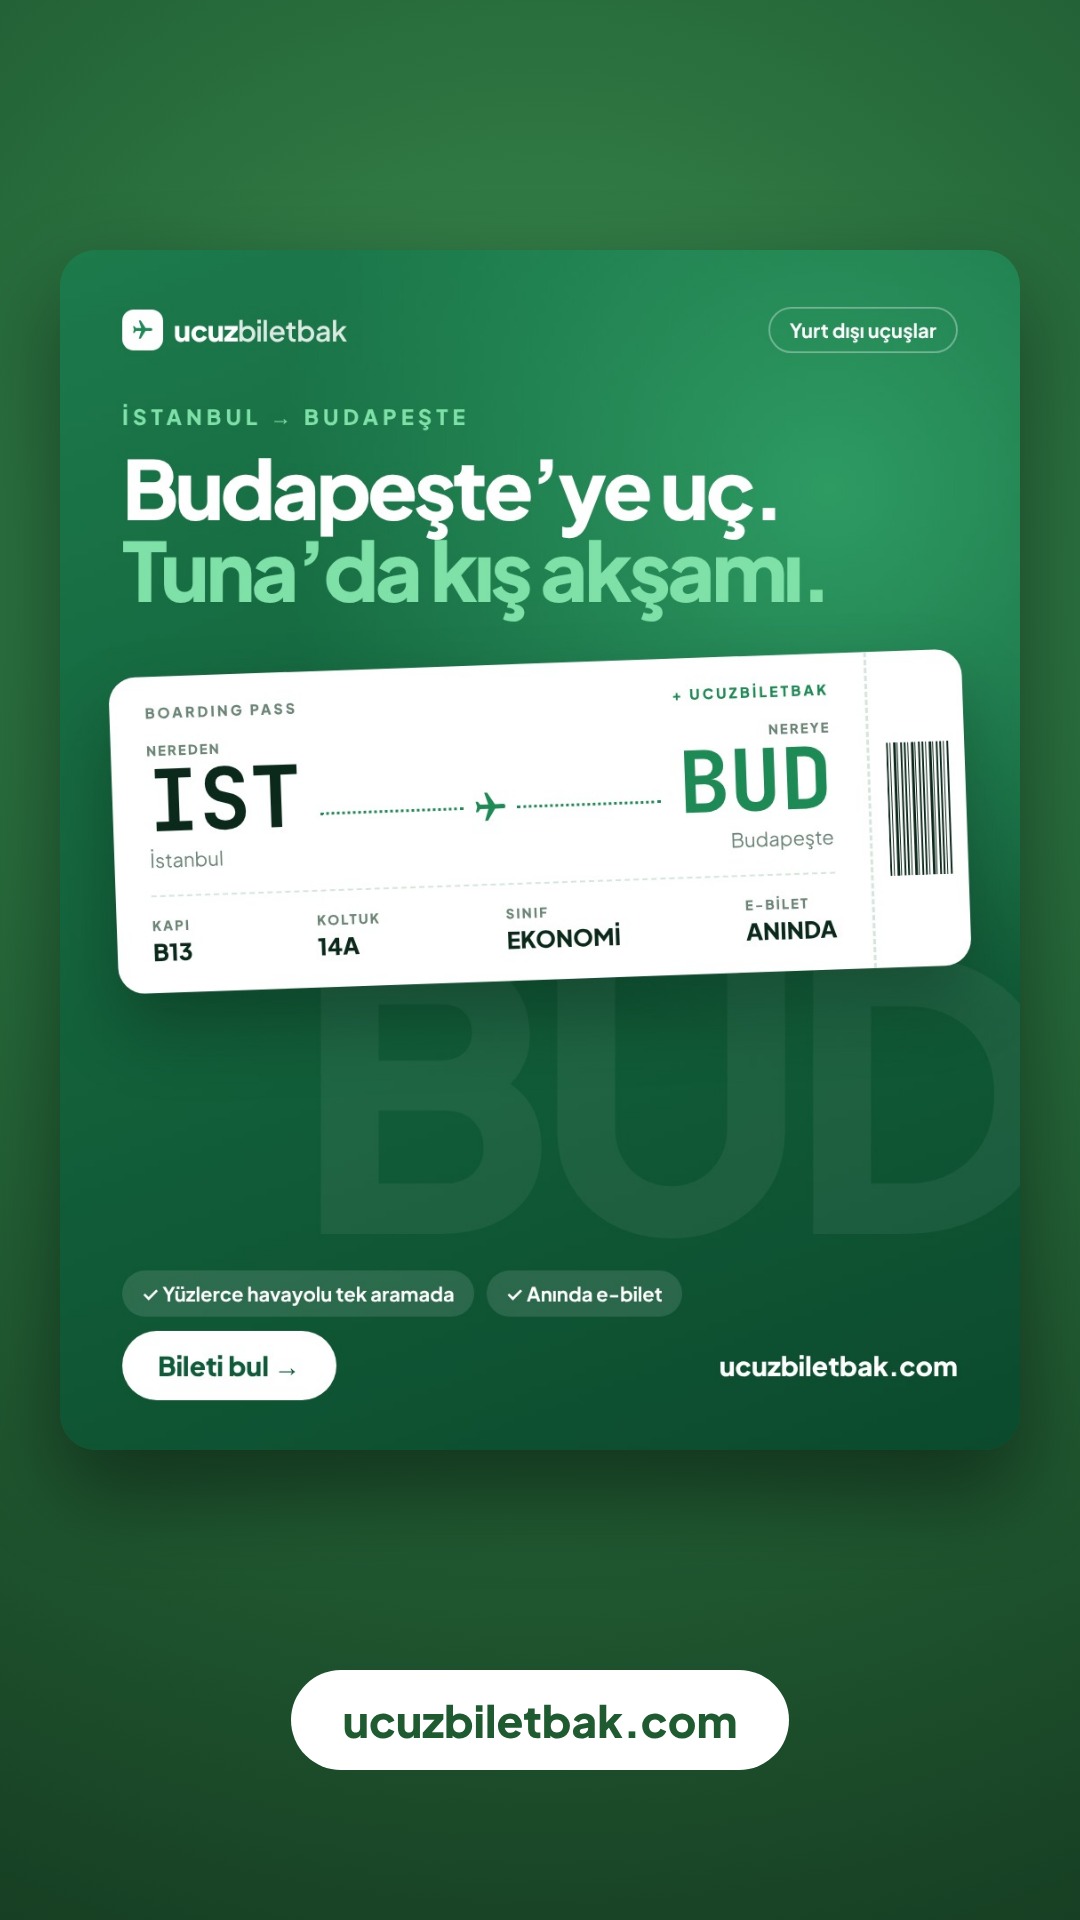 ucuzbiletbak
Yurt dışı uçuşlar
İSTANBUL → BUDAPEŞTE
Budapeşte’ye uç.
Tuna’da kış akşamı.
BOARDING PASS
+ UCUZBİLETBAK
NEREDEN
NEREYE
IST
BUD
İstanbul
Budapeşte
KAPI
KOLTUK
SINIF
E-BİLET
B13
14A
EKONOMİ
ANINDA
BUD
✓ Yüzlerce havayolu tek aramada
✓ Anında e-bilet
Bileti bul →
ucuzbiletbak.com
ucuzbiletbak.com